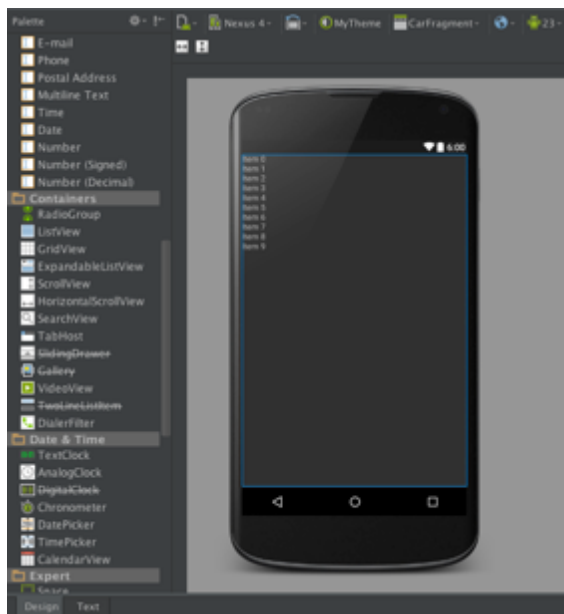 Palette
Nexus 4
MyTheme
CarFragment
23
E-mail
Phone
Postal Address
Multiline Text
Time
Date
Number
Number (Signed)
Number (Decimal)
Containers
RadioGroup
ListView
GridView
ExpandableListView
ScrollView
HorizontalScrollView
SearchView
TabHost
SlidingDrawer
Gallery
VideoView
TwoLineListItem
DialerFilter
Date & Time
TextClock
AnalogClock
DigitalClock
Chronometer
DatePicker
TimePicker
CalendarView
Expert
Space
Design
Text
6:00
Item 0
Item 1
Item 2
Item 3
Item 4
Item 5
Item 6
Item 7
Item 8
Item 9